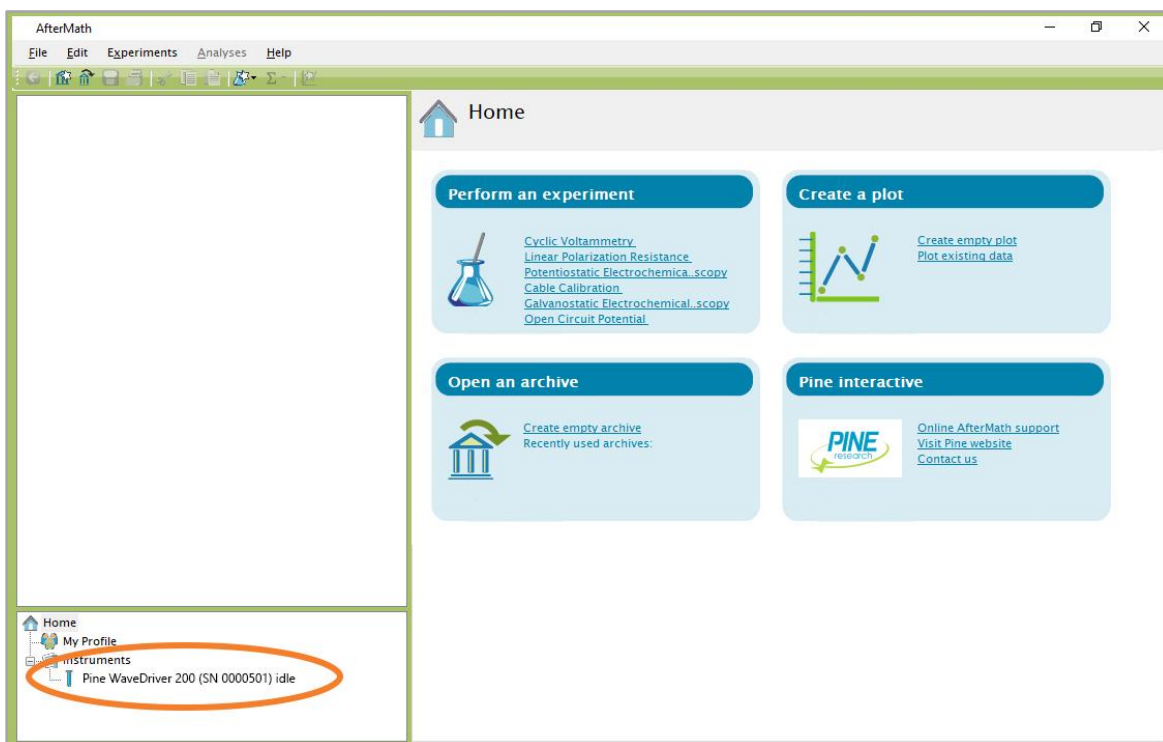 AfterMath
File Edit Experiments Analyses Help
Home
Perform an experiment
Cyclic Voltammetry
Linear Polarization Resistance
Potentiostatic Electrochemica..scopy
Cable Calibration
Galvanostatic Electrochemical..scopy
Open Circuit Potential
Create a plot
Create empty plot
Plot existing data
Open an archive
Create empty archive
Recently used archives:
Pine interactive
PINE
research
Online AfterMath support
Visit Pine website
Contact us
Home
My Profile
Instruments
Pine WaveDriver 200 (SN 0000501) idle